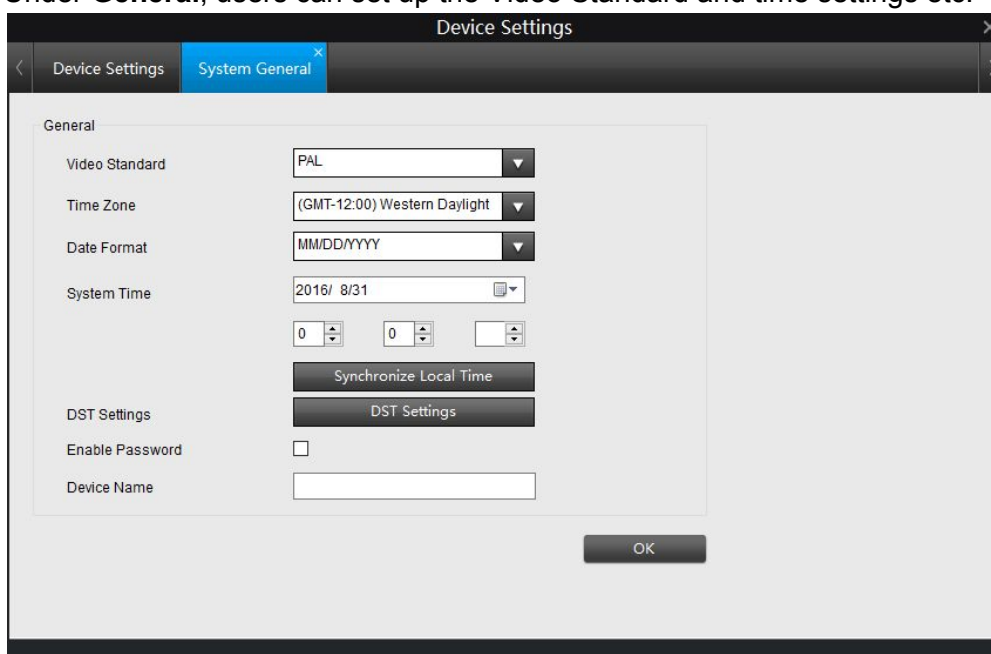 Under General, users can set up the Video Standard and time settings etc.
Device Settings
Device Settings System General
General
Video Standard PAL
Time Zone (GMT-12:00) Western Daylight
Date Format MM/DD/YYYY
System Time 2016/ 8/31
0 0
Synchronize Local Time
DST Settings DST Settings
Enable Password
Device Name
OK